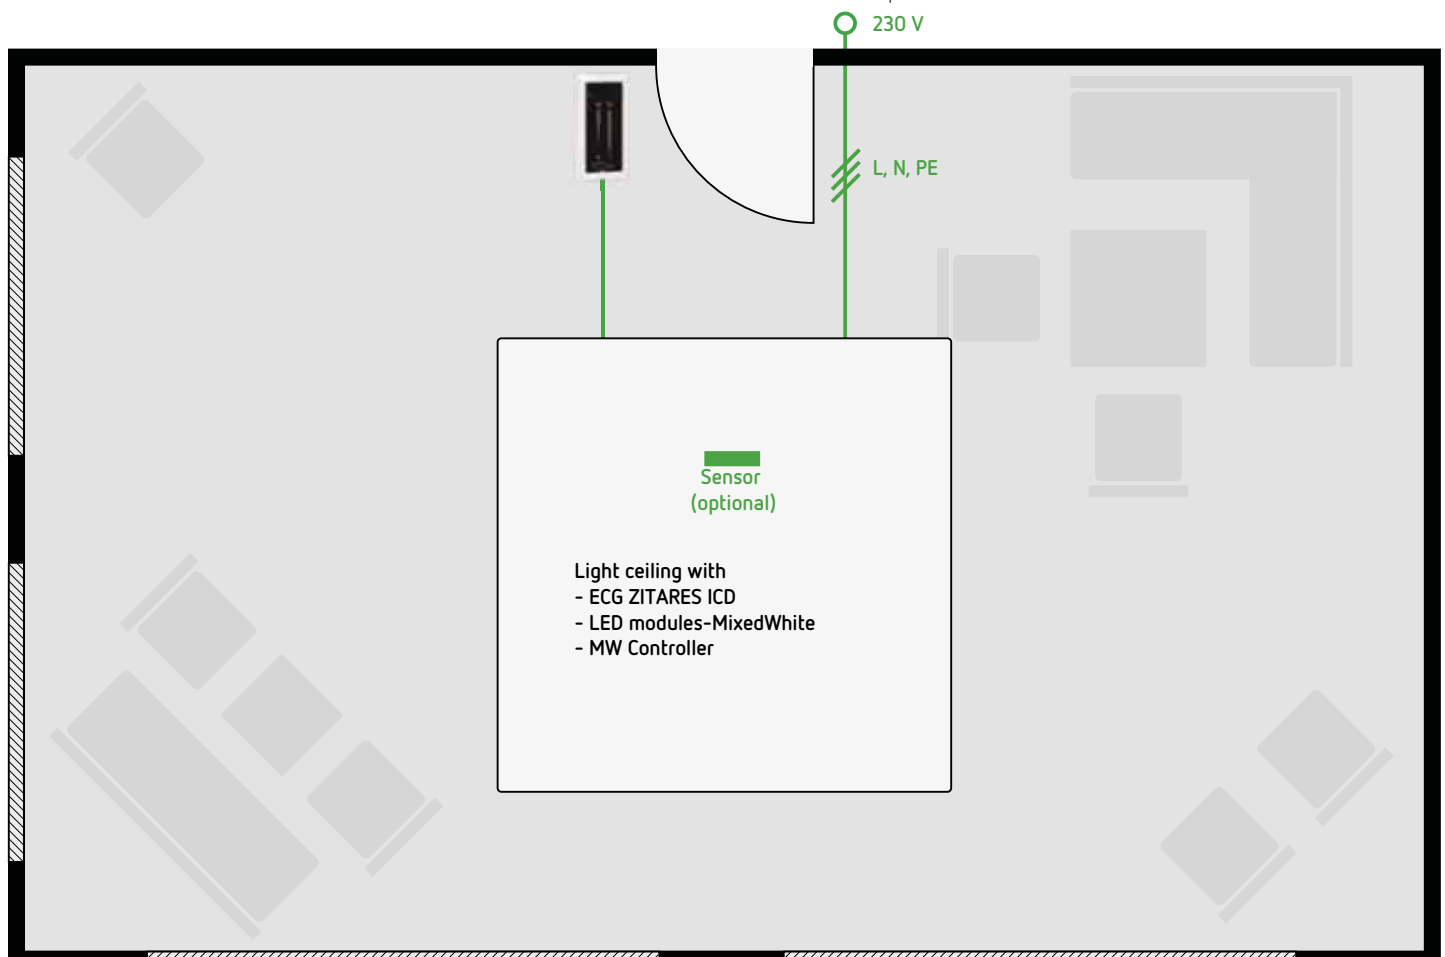 230 V
L, N, PE
Sensor
(optional)
Light ceiling with
- ECG ZITARES ICD
- LED modules-MixedWhite
- MW Controller